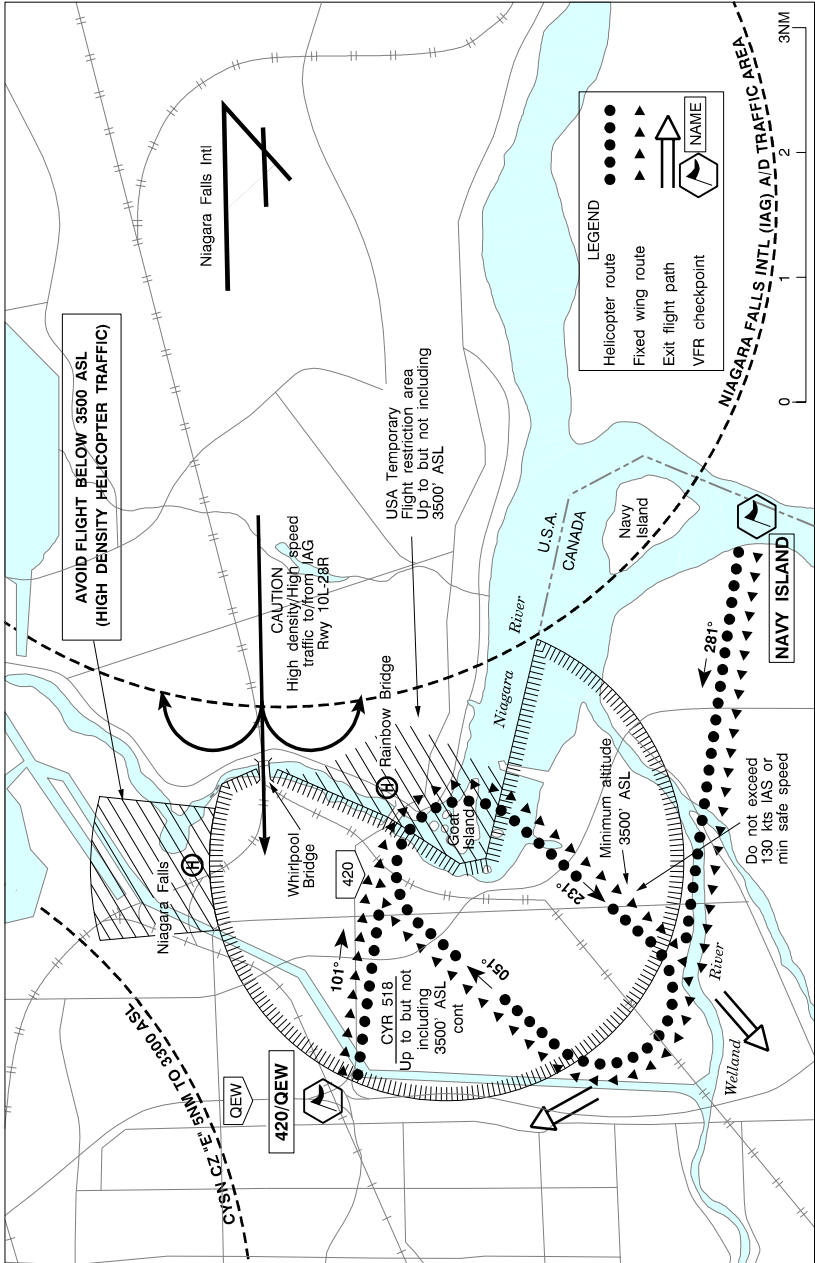 CYSN CZ "E" 5NM TO 3300 ASL
AVOID FLIGHT BELOW 3500 ASL
(HIGH DENSITY HELICOPTER TRAFFIC)
Niagara Falls
H
Niagara Falls Intl
QEW
420/QEW
Whirlpool
Bridge
CAUTION
High density/High speed
traffic to/from IAG
Rwy 10L-28R
101°
420
H
Rainbow Bridge
USA Temporary
Flight restriction area
Up to but not including
3500' ASL
CYR 518
Up to but not
including
3500' ASL
cont
Goat
Island
051°
231°
Niagara
River
U.S.A.
CANADA
Navy
Island
Minimum altitude
3500' ASL
281°
Do not exceed
130 kts IAS or
min safe speed
Welland
River
NAVY ISLAND
LEGEND
Helicopter route
Fixed wing route
Exit flight path
VFR checkpoint
NAME
NIAGARA FALLS INTL (IAG) A/D TRAFFIC AREA
0
1
2
3NM